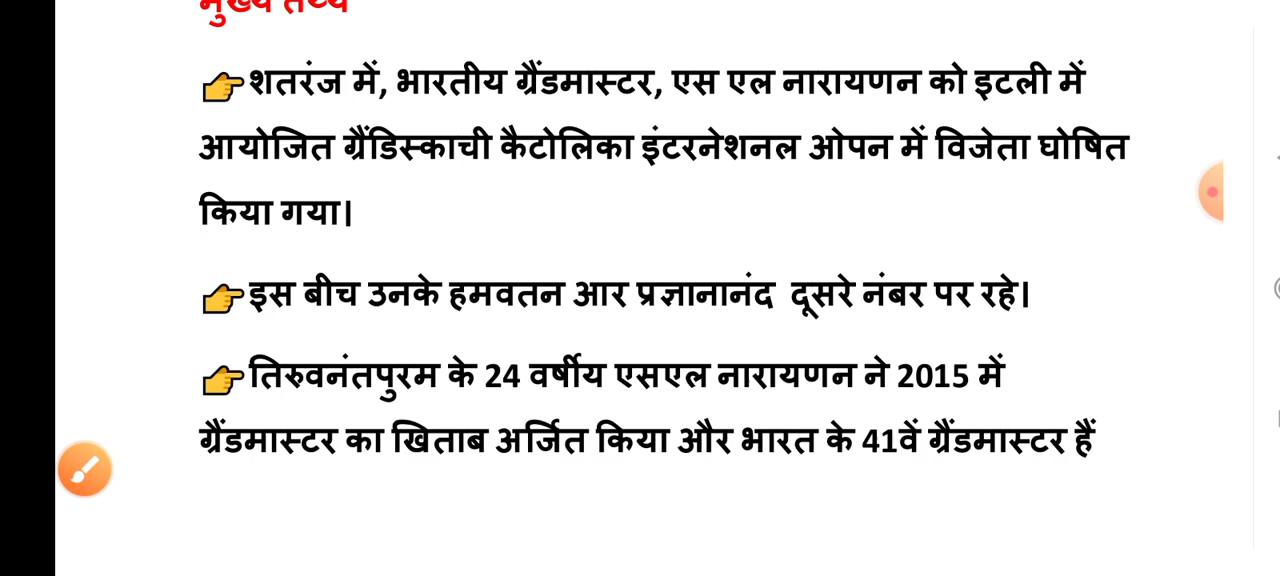 मुख्य तथ्य
👉शतरंज में, भारतीय ग्रैंडमास्टर, एस एल नारायणन को इटली में
आयोजित ग्रैंडिस्काची कैटोलिका इंटरनेशनल ओपन में विजेता घोषित
किया गया।
👉इस बीच उनके हमवतन आर प्रज्ञानानंद दूसरे नंबर पर रहे।
👉तिरुवनंतपुरम के 24 वर्षीय एसएल नारायणन ने 2015 में
ग्रैंडमास्टर का खिताब अर्जित किया और भारत के 41वें ग्रैंडमास्टर हैं